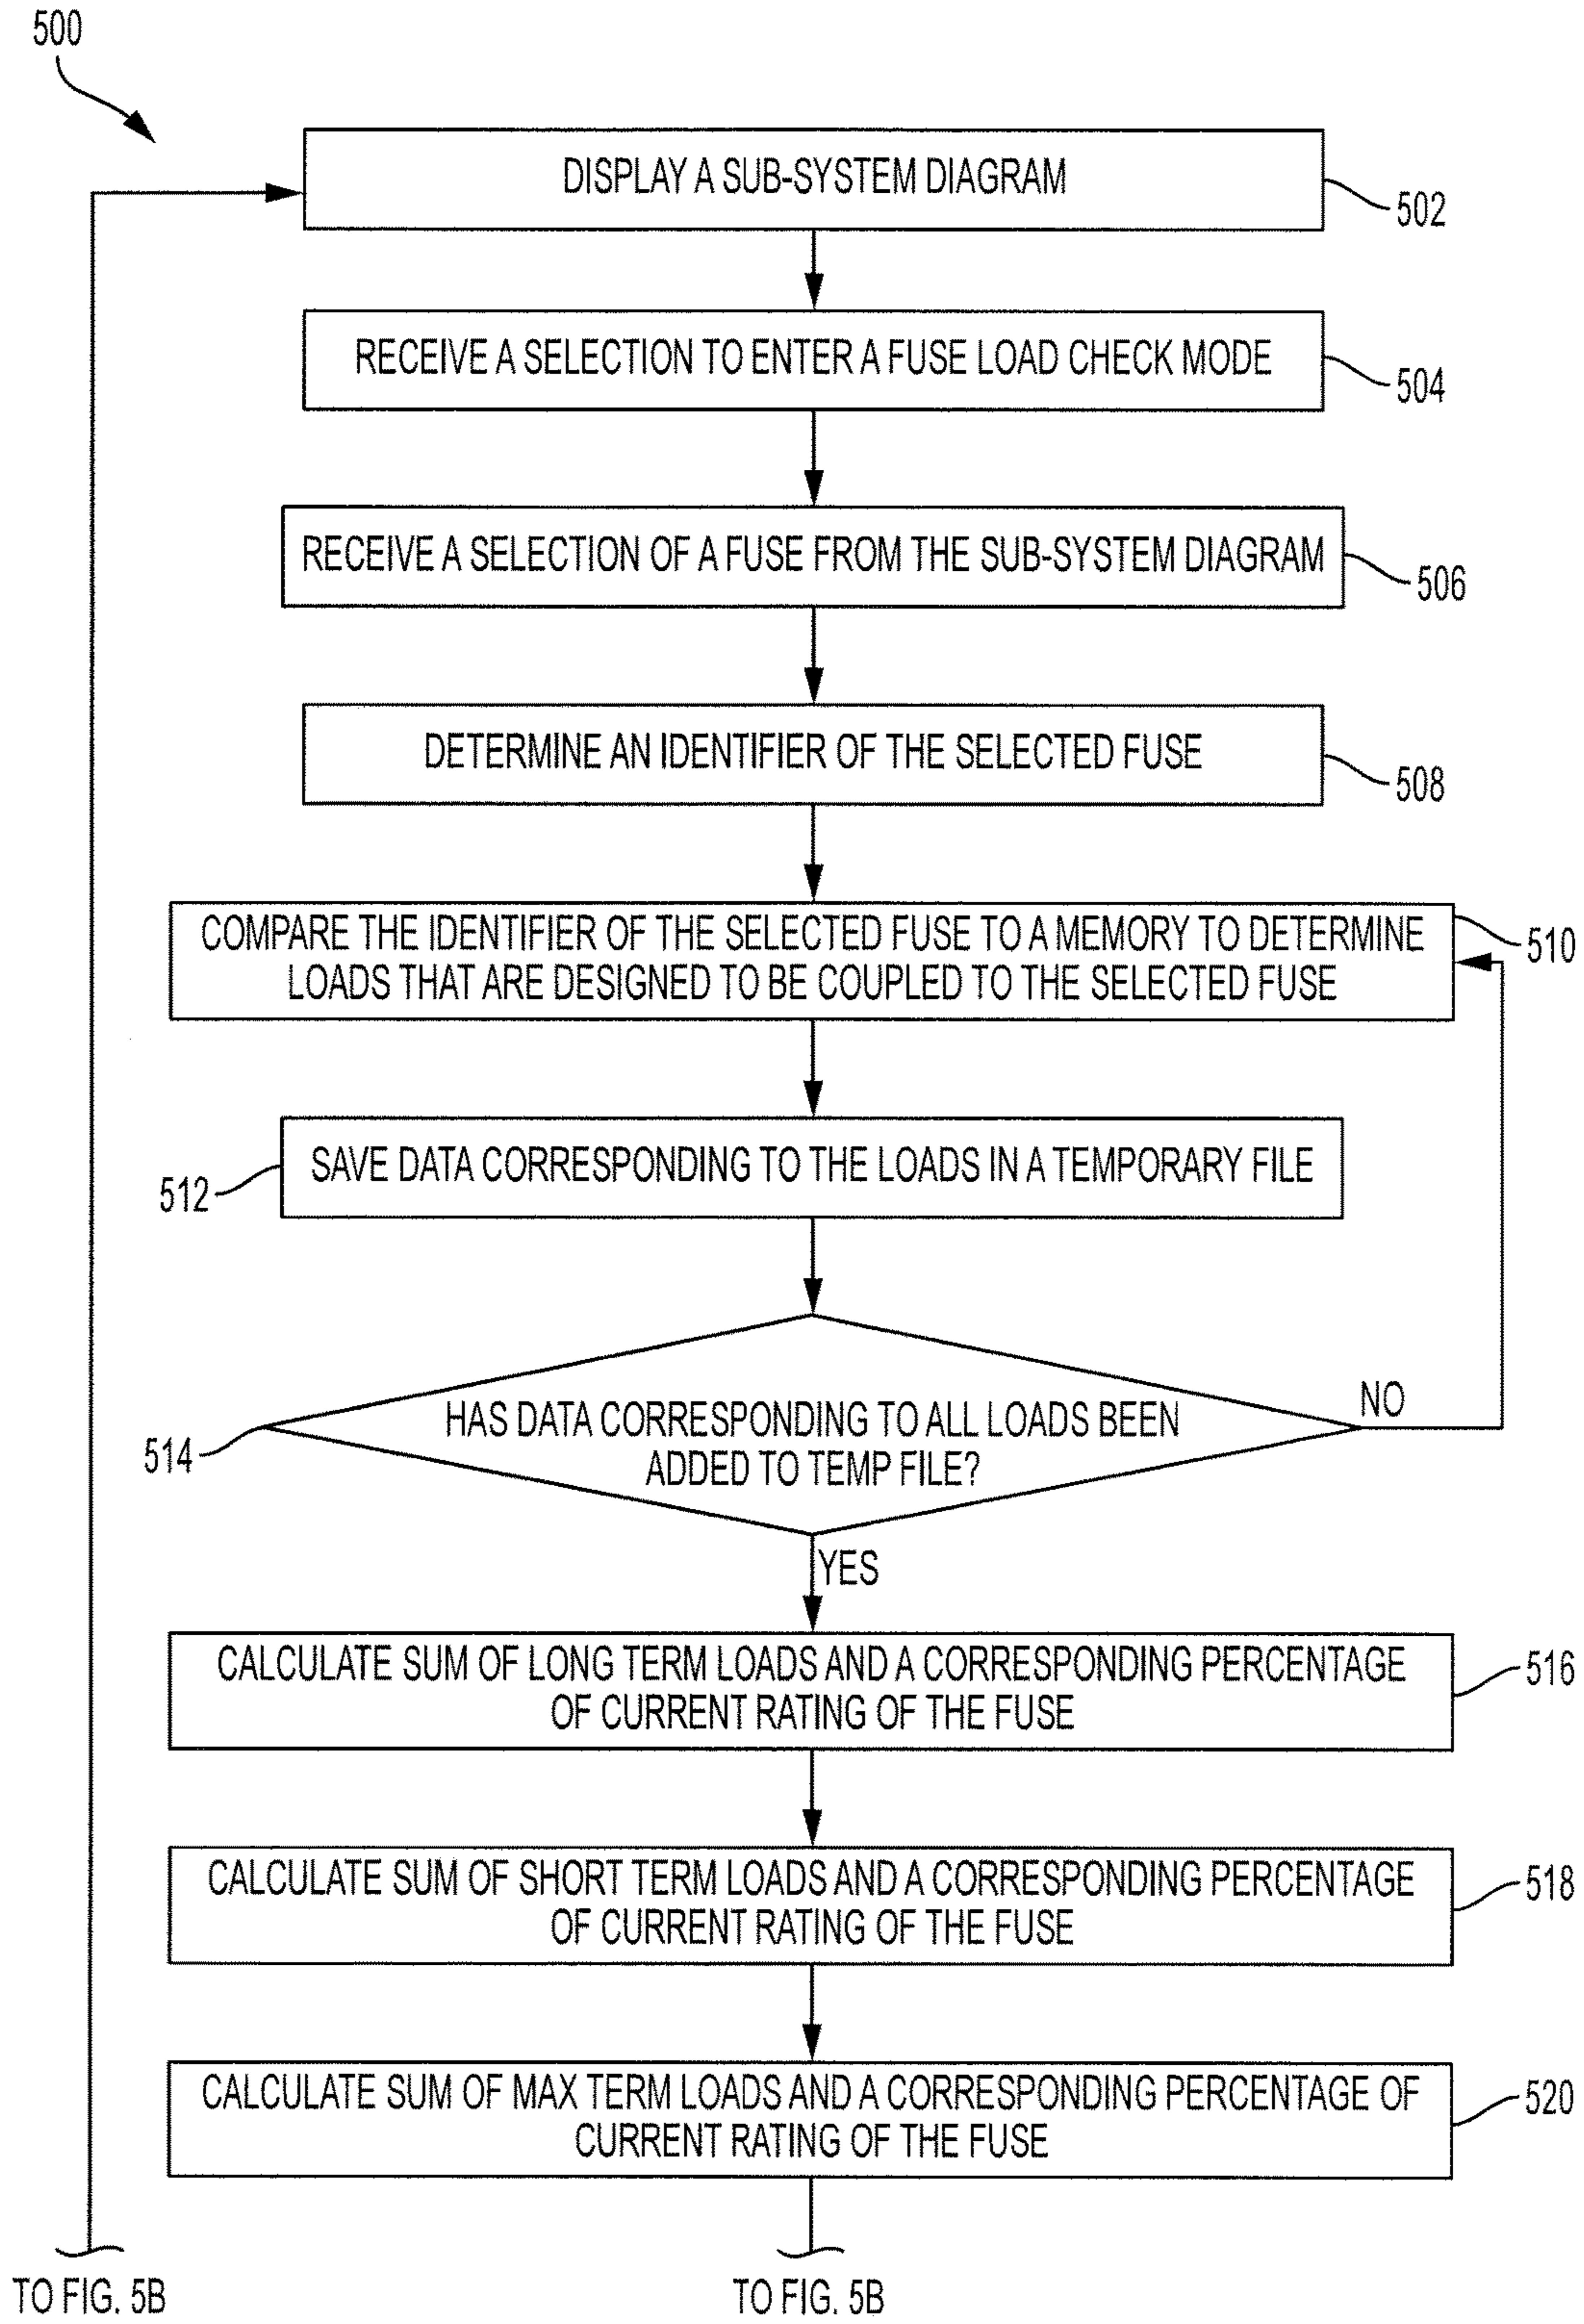 500
DISPLAY A SUB-SYSTEM DIAGRAM
502
RECEIVE A SELECTION TO ENTER A FUSE LOAD CHECK MODE
504
RECEIVE A SELECTION OF A FUSE FROM THE SUB-SYSTEM DIAGRAM
506
DETERMINE AN IDENTIFIER OF THE SELECTED FUSE
508
COMPARE THE IDENTIFIER OF THE SELECTED FUSE TO A MEMORY TO DETERMINE
LOADS THAT ARE DESIGNED TO BE COUPLED TO THE SELECTED FUSE
510
SAVE DATA CORRESPONDING TO THE LOADS IN A TEMPORARY FILE
512
HAS DATA CORRESPONDING TO ALL LOADS BEEN
ADDED TO TEMP FILE?
514
NO
YES
CALCULATE SUM OF LONG TERM LOADS AND A CORRESPONDING PERCENTAGE
OF CURRENT RATING OF THE FUSE
516
CALCULATE SUM OF SHORT TERM LOADS AND A CORRESPONDING PERCENTAGE
OF CURRENT RATING OF THE FUSE
518
CALCULATE SUM OF MAX TERM LOADS AND A CORRESPONDING PERCENTAGE OF
CURRENT RATING OF THE FUSE
520
TO FIG. 5B
TO FIG. 5B